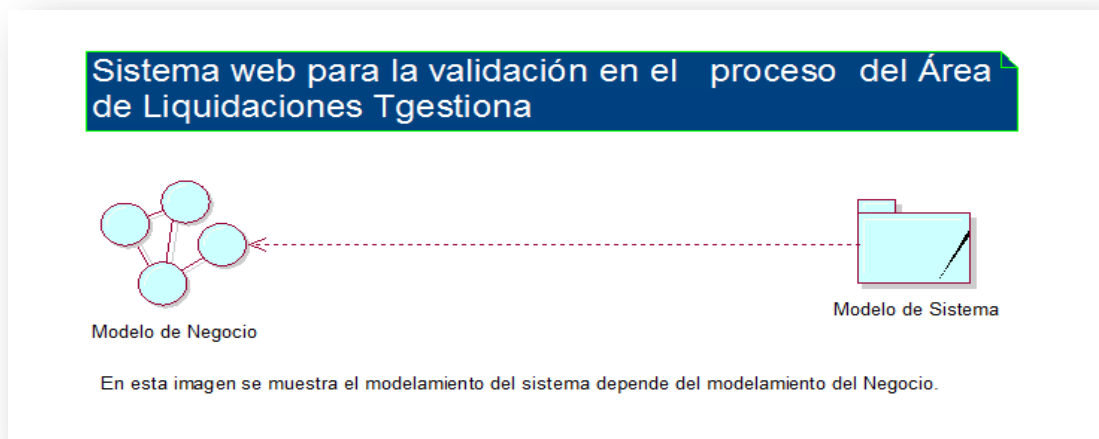 Sistema web para la validación en el proceso del Área
de Liquidaciones Tgestiona
Modelo de Negocio
Modelo de Sistema
En esta imagen se muestra el modelamiento del sistema depende del modelamiento del Negocio.